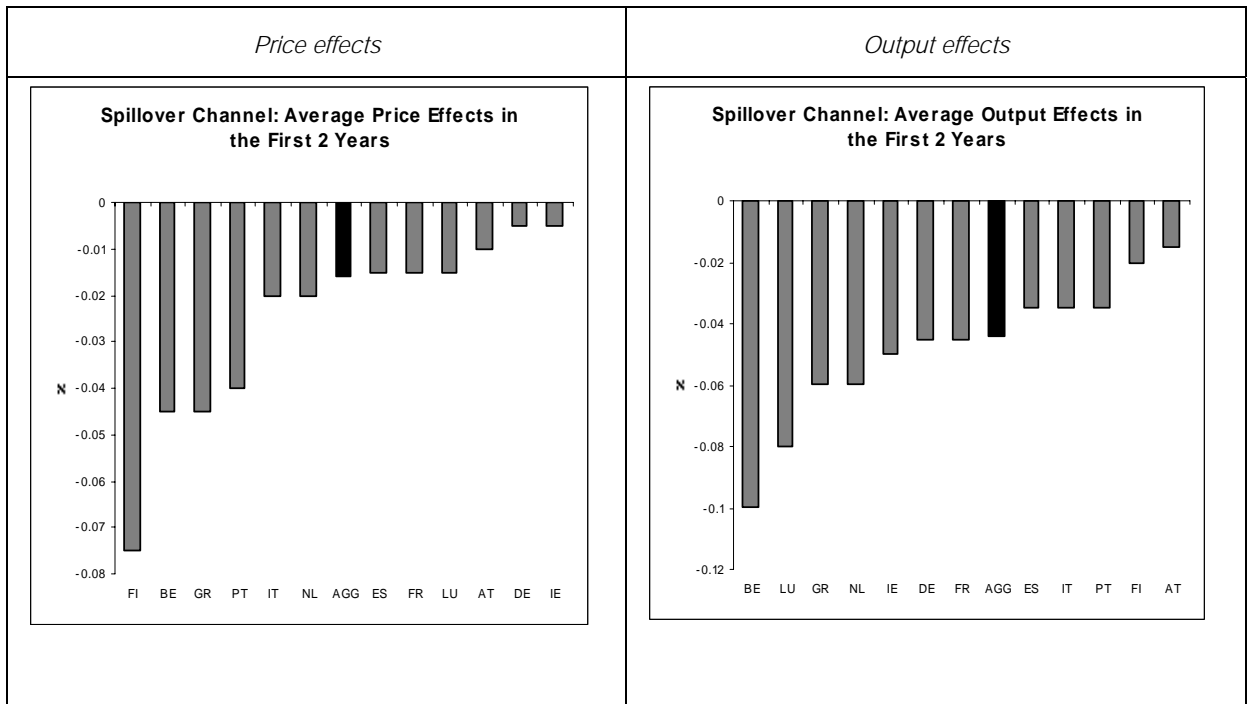 Price effects
Output effects
Spillover Channel: Average Price Effects in
the First 2 Years
0
-0.01
-0.02
-0.03
-0.04
-0.05
-0.06
-0.07
-0.08
%
FI BE GR PT IT NL AGG ES FR LU AT DE IE
Spillover Channel: Average Output Effects in
the First 2 Years
0
-0.02
-0.04
-0.06
-0.08
-0.1
-0.12
%
BE LU GR NL IE DE FR AGG ES IT PT FI AT